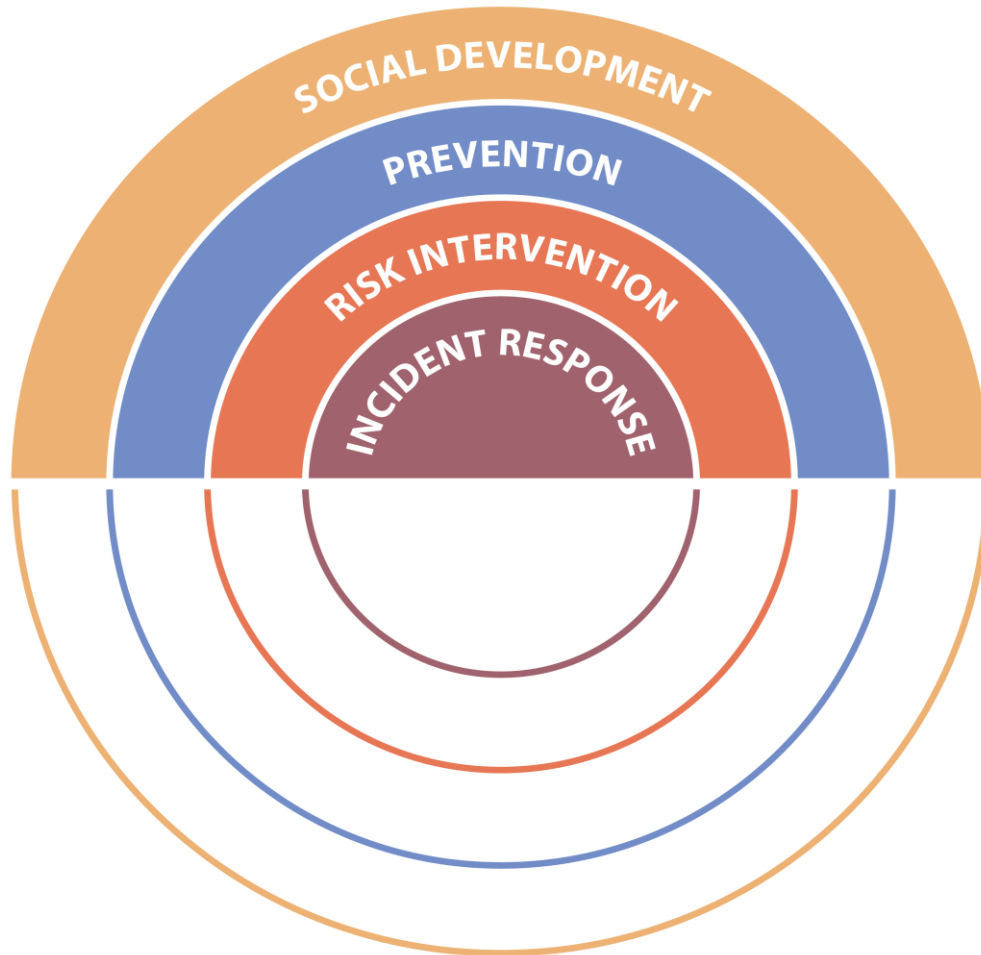 SOCIAL DEVELOPMENT
PREVENTION
RISK INTERVENTION
INCIDENT RESPONSE